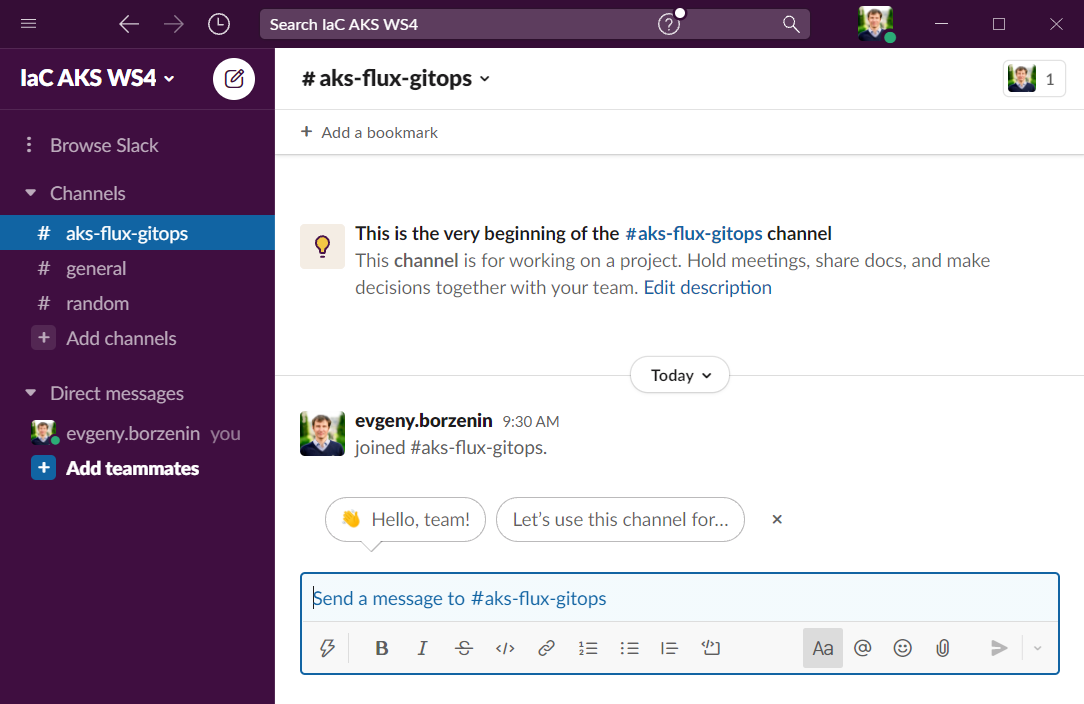 Search IaC AKS WS4
IaC AKS WS4
# aks-flux-gitops
1
+ Add a bookmark
Browse Slack
Channels
# aks-flux-gitops
# general
# random
+ Add channels
Direct messages
evgeny.borzenin you
+ Add teammates
This is the very beginning of the #aks-flux-gitops channel
This channel is for working on a project. Hold meetings, share docs, and make
decisions together with your team. Edit description
Today
evgeny.borzenin 9:30 AM
joined #aks-flux-gitops.
👋 Hello, team!
Let’s use this channel for...
Send a message to #aks-flux-gitops
B I S </> Aa @